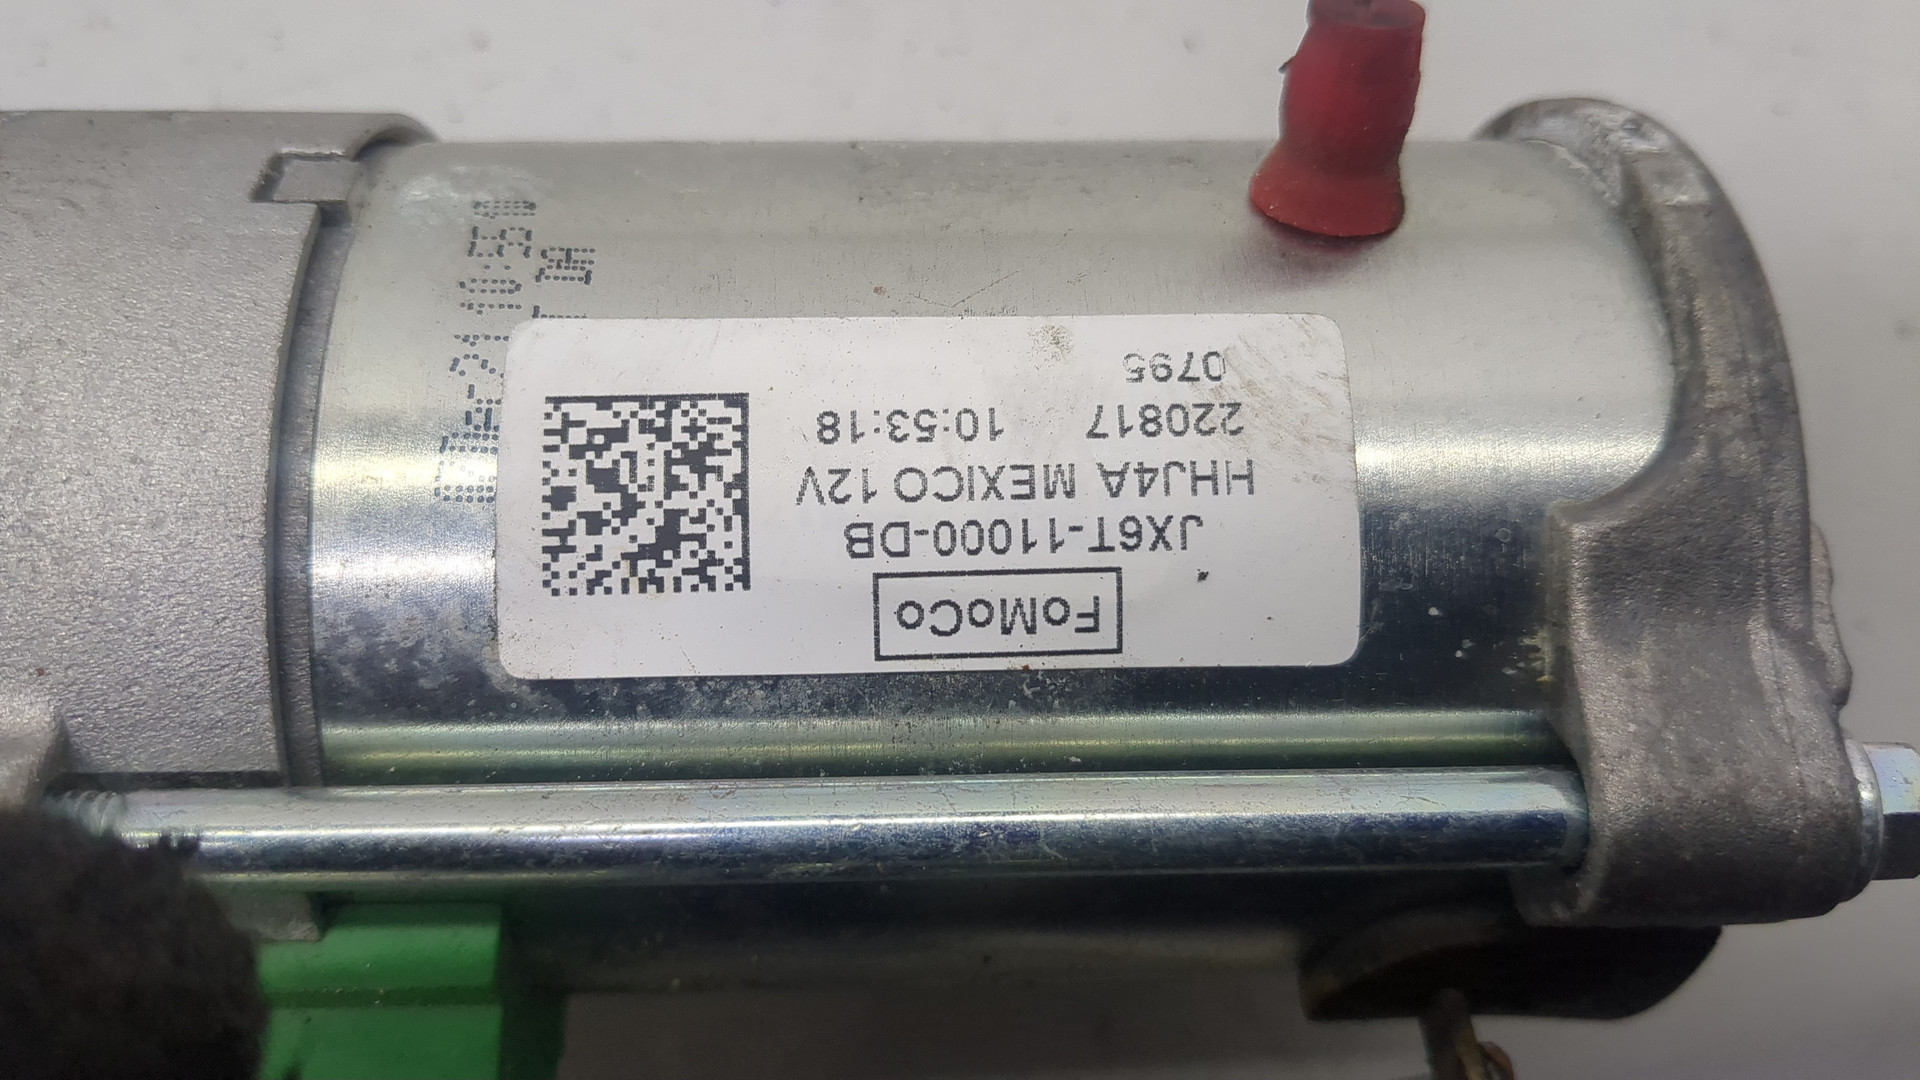 FoMoCo
JX6T-11000-DB
HHJ4A MEXICO 12V
220817 10:53:18
0795